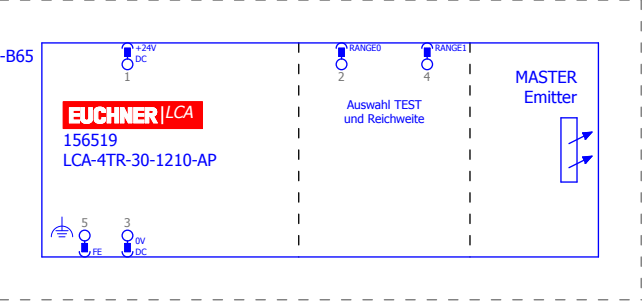 -B65
+24V
DC
1
RANGE0
2
RANGE1
4
MASTER
Emitter
EUCHNER|LCA
156519
LCA-4TR-30-1210-AP
Auswahl TEST
und Reichweite
5
FE
3
0V
DC